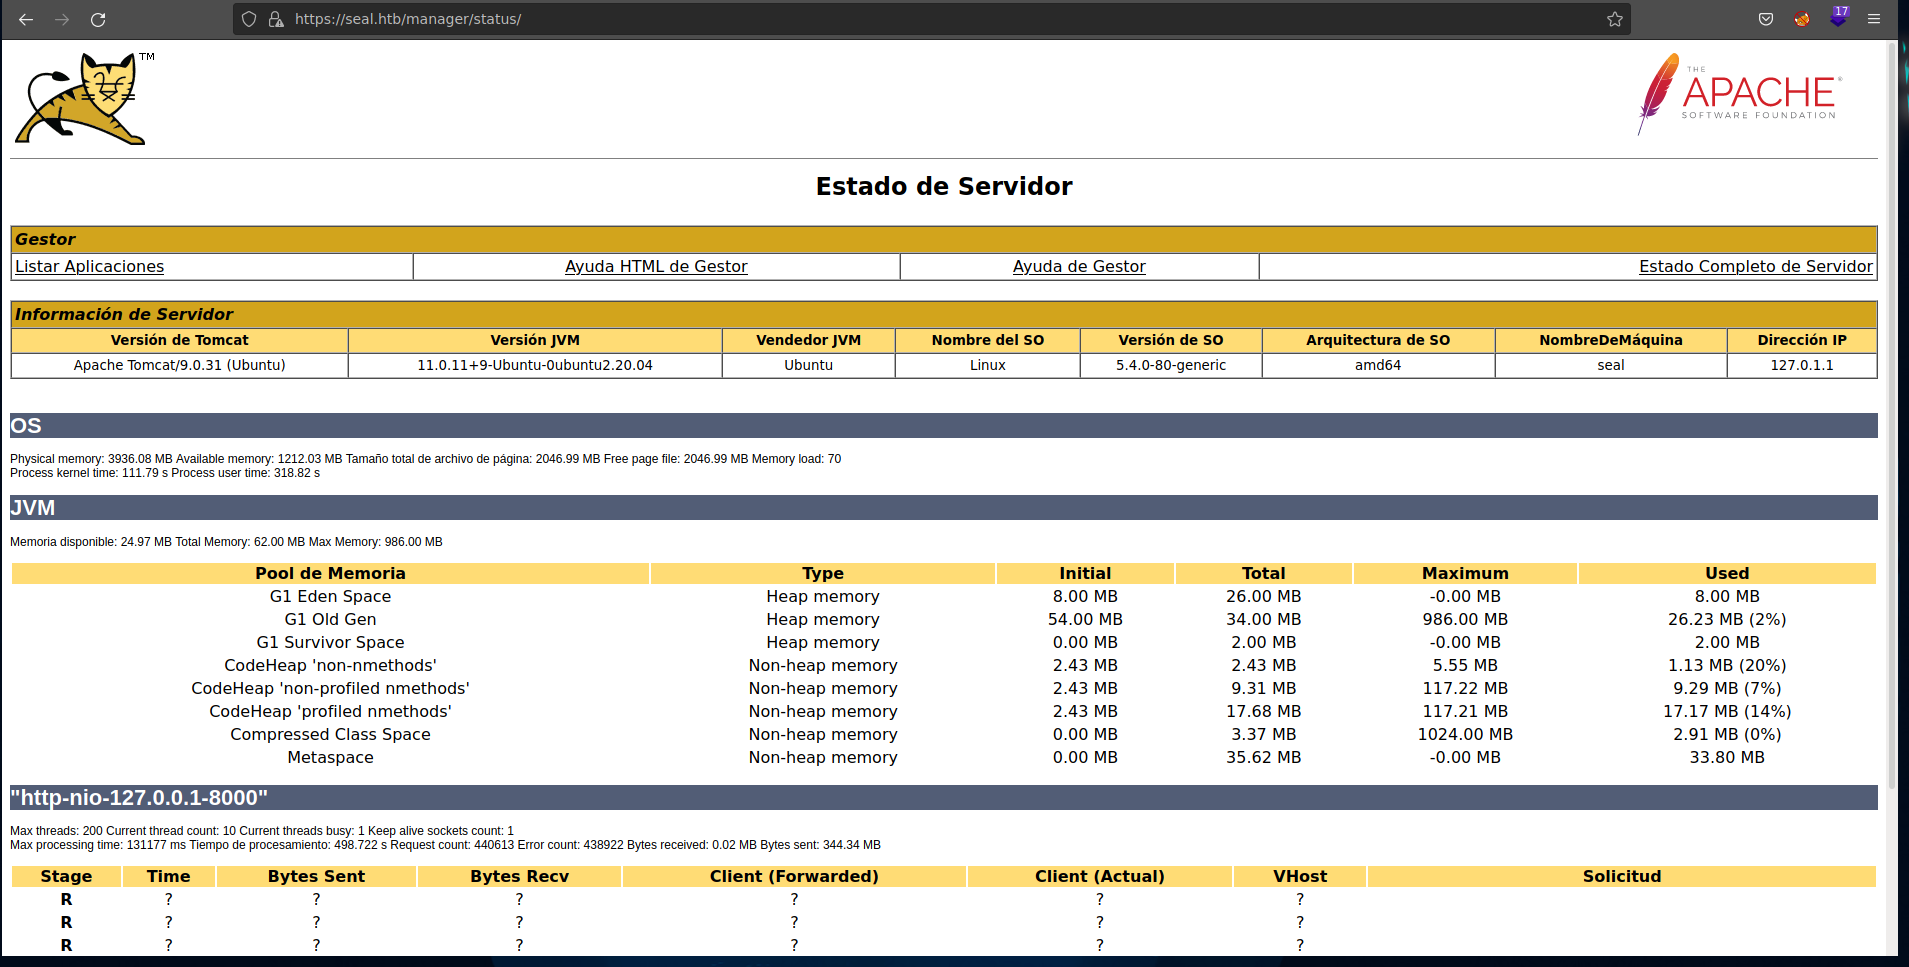 https://seal.htb/manager/status/
17
TM
THE
APACHE®
SOFTWARE FOUNDATION
Estado de Servidor
Gestor
Listar Aplicaciones Ayuda HTML de Gestor Ayuda de Gestor Estado Completo de Servidor
Información de Servidor
Versión de Tomcat Versión JVM Vendedor JVM Nombre del SO Versión de SO Arquitectura de SO NombreDeMáquina Dirección IP
Apache Tomcat/9.0.31 (Ubuntu) 11.0.11+9-Ubuntu-0ubuntu2.20.04 Ubuntu Linux 5.4.0-80-generic amd64 seal 127.0.1.1
OS
Physical memory: 3936.08 MB Available memory: 1212.03 MB Tamaño total de archivo de página: 2046.99 MB Free page file: 2046.99 MB Memory load: 70
Process kernel time: 111.79 s Process user time: 318.82 s
JVM
Memoria disponible: 24.97 MB Total Memory: 62.00 MB Max Memory: 986.00 MB
Pool de Memoria Type Initial Total Maximum Used
G1 Eden Space Heap memory 8.00 MB 26.00 MB -0.00 MB 8.00 MB
G1 Old Gen Heap memory 54.00 MB 34.00 MB 986.00 MB 26.23 MB (2%)
G1 Survivor Space Heap memory 0.00 MB 2.00 MB -0.00 MB 2.00 MB
CodeHeap 'non-nmethods' Non-heap memory 2.43 MB 2.43 MB 5.55 MB 1.13 MB (20%)
CodeHeap 'non-profiled nmethods' Non-heap memory 2.43 MB 9.31 MB 117.22 MB 9.29 MB (7%)
CodeHeap 'profiled nmethods' Non-heap memory 2.43 MB 17.68 MB 117.21 MB 17.17 MB (14%)
Compressed Class Space Non-heap memory 0.00 MB 3.37 MB 1024.00 MB 2.91 MB (0%)
Metaspace Non-heap memory 0.00 MB 35.62 MB -0.00 MB 33.80 MB
"http-nio-127.0.0.1-8000"
Max threads: 200 Current thread count: 10 Current threads busy: 1 Keep alive sockets count: 1
Max processing time: 131177 ms Tiempo de procesamiento: 498.722 s Request count: 440613 Error count: 438922 Bytes received: 0.02 MB Bytes sent: 344.34 MB
Stage Time Bytes Sent Bytes Recv Client (Forwarded) Client (Actual) VHost Solicitud
R ? ? ? ? ? ?
R ? ? ? ? ? ?
R ? ? ? ? ? ?